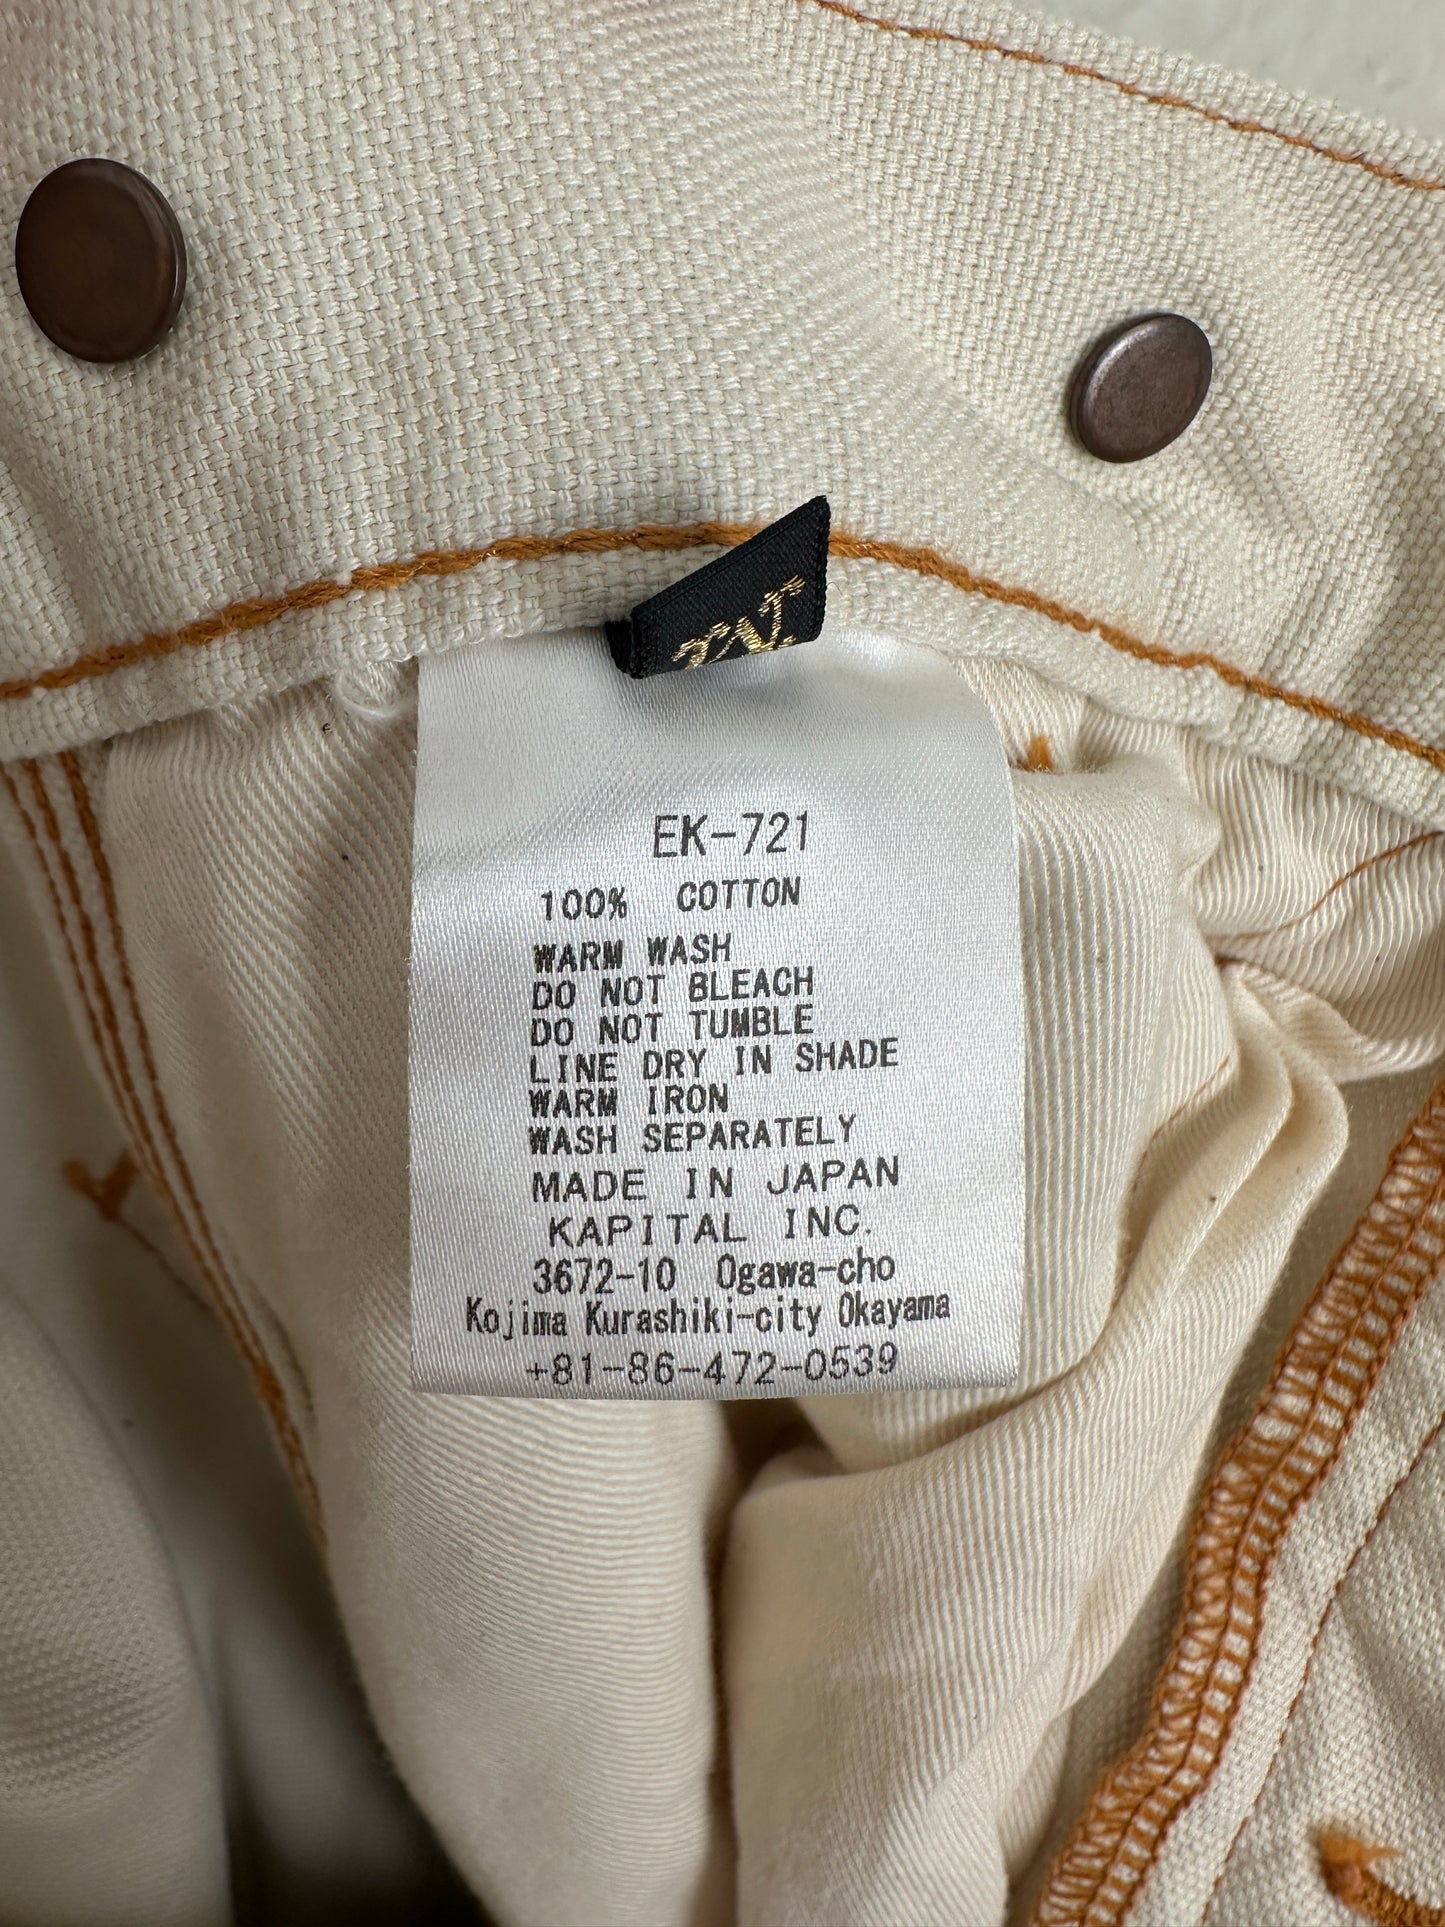 EK-721
100% COTTON
WARM WASH
DO NOT BLEACH
DO NOT TUMBLE
LINE DRY IN SHADE
WARM IRON
WASH SEPARATELY
MADE IN JAPAN
KAPITAL INC.
3672-10 Ogawa-cho
Kojima Kurashiki-city Okayama
+81-86-472-0539